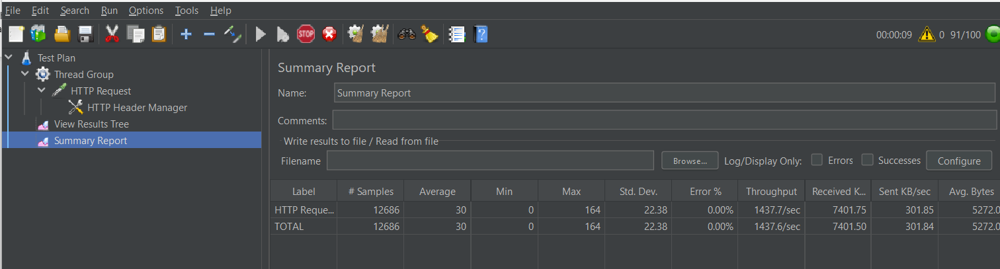 File Edit Search Run Options Tools Help
STOP 00:00:09 0 91/100
Test Plan
Thread Group
HTTP Request
HTTP Header Manager
View Results Tree
Summary Report
Summary Report
Name: Summary Report
Comments:
Write results to file / Read from file
Filename Browse... Log/Display Only: Errors Successes Configure
Label # Samples Average Min Max Std. Dev. Error % Throughput Received K... Sent KB/sec Avg. Bytes
HTTP Reque... 12686 30 0 164 22.38 0.00% 1437.7/sec 7401.75 301.85 5272.0
TOTAL 12686 30 0 164 22.38 0.00% 1437.6/sec 7401.50 301.84 5272.0